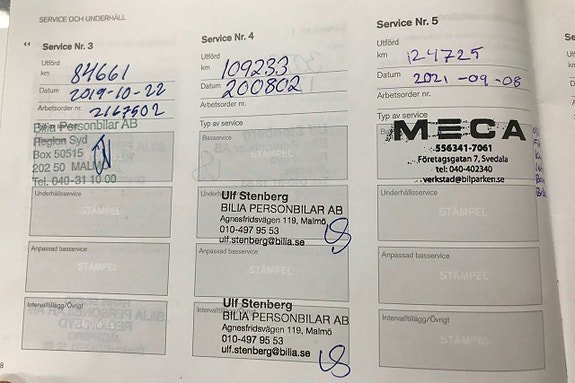 SERVICE OCH UNDERHÅLL
Service Nr. 3
Utförd
km 84661
Datum 2019-10-22
Arbetsorder nr. 2167502
Bilia Personbilar AB
Region Syd
Box 50515
202 50 MALMÖ
Tel. 040-31 10 00
STÄMPEL
Underhållsservice
STÄMPEL
Anpassad basservice
STÄMPEL
Intervalltillägg/Övrigt
Service Nr. 4
Utförd
km 109233
Datum 200802
Arbetsorder nr.
Typ av service
Basservice
STÄMPEL
Underhållsservice
Ulf Stenberg
BILIA PERSONBILAR AB
Agnesfridsvägen 119, Malmö
010-497 95 53
ulf.stenberg@bilia.se
Anpassad basservice
STÄMPEL
Intervalltillägg/Övrigt
Ulf Stenberg
BILIA PERSONBILAR AB
Agnesfridsvägen 119, Malmö
010-497 95 53
ulf.stenberg@bilia.se
Service Nr. 5
Utförd
km 124725
Datum 2021-09-08
Arbetsorder nr.
Typ av service
MECA
556341-7061
Företagsgatan 7, Svedala
tel: 040-402340
verkstad@bilparken.se
Underhållsservice
STÄMPEL
Anpassad basservice
STÄMPEL
Intervalltillägg/Övrigt
STÄMPEL
8